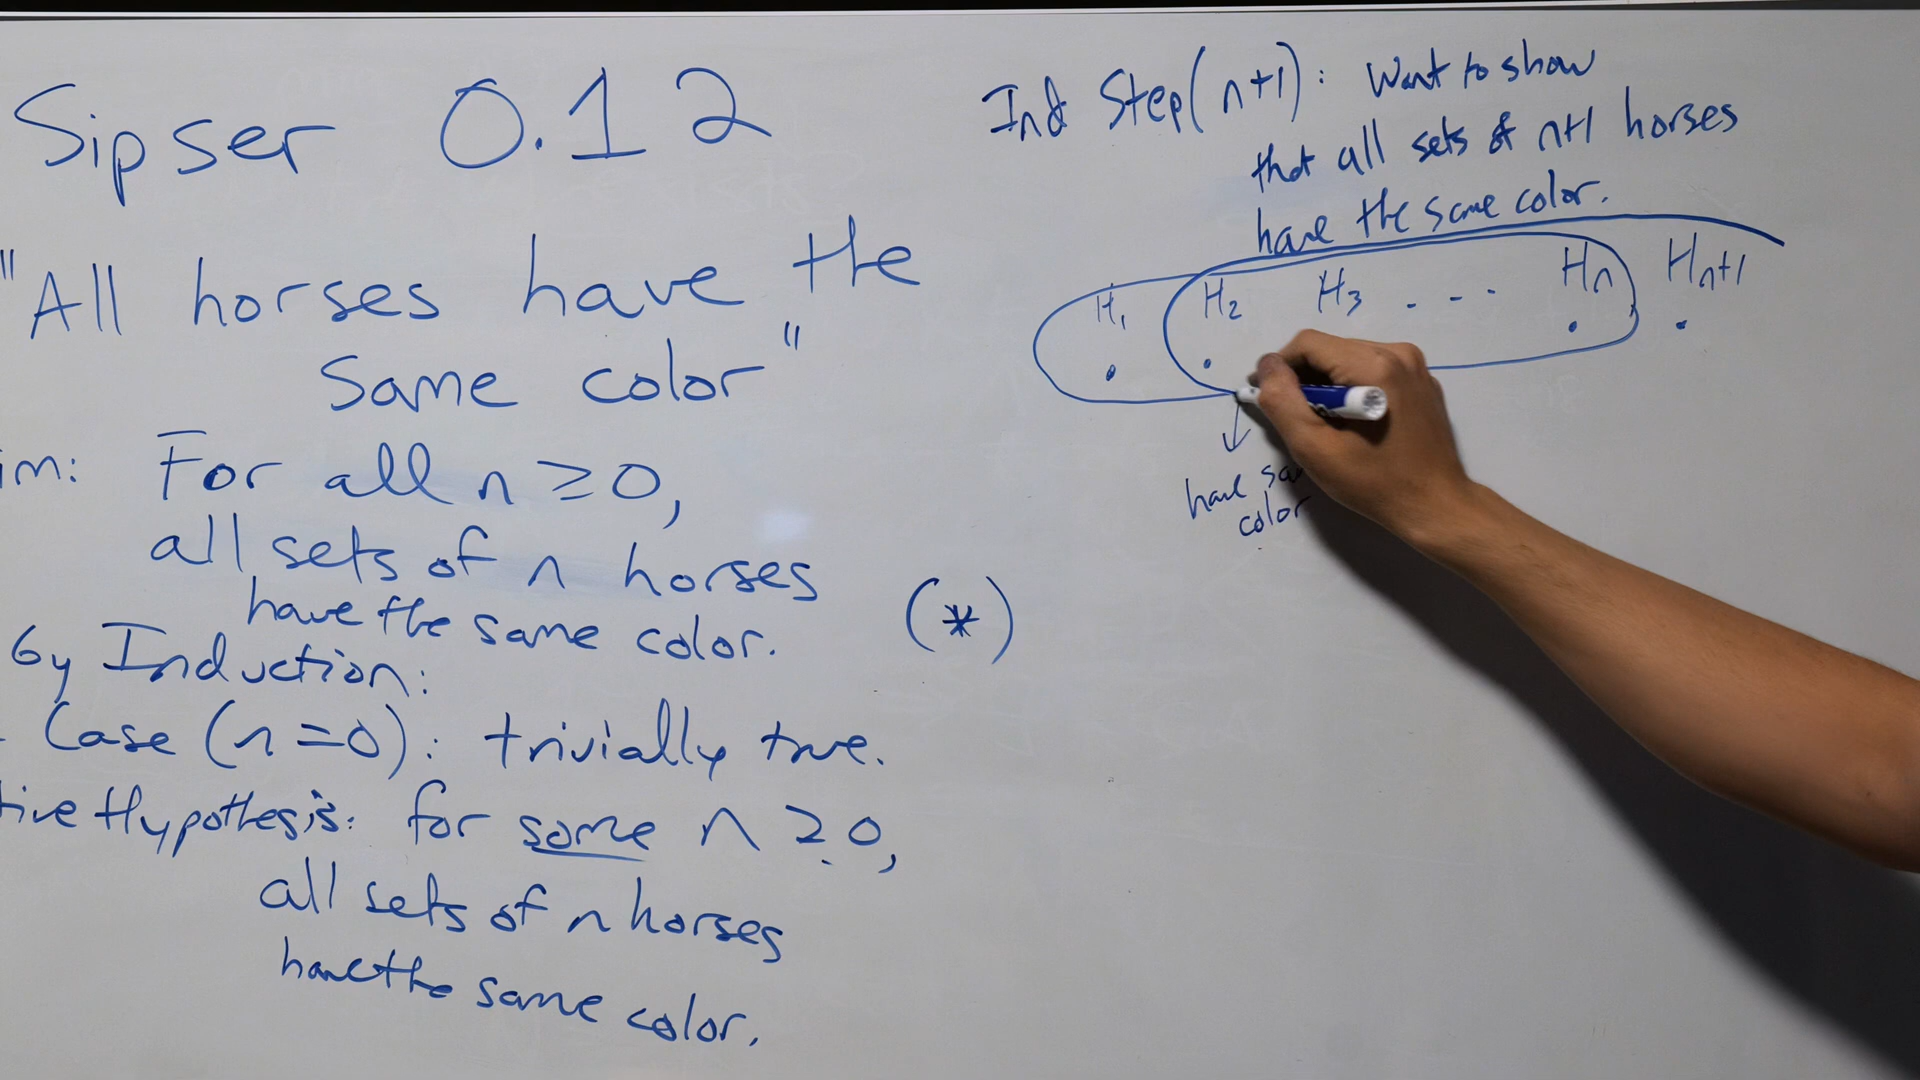 Sipser 0.12
"All horses have the
same color"
im: For all n ≥ 0,
all sets of n horses
have the same color. (*)
by Induction:
Case (n=0): trivially true.
tive Hypothesis: for some n ≥ 0,
all sets of n horses
have the same color.
Ind Step (n+1): Want to show
that all sets of n+1 horses
have the same color.
H1 H2 H3 . - - . Hn Hn+1
have sa
color